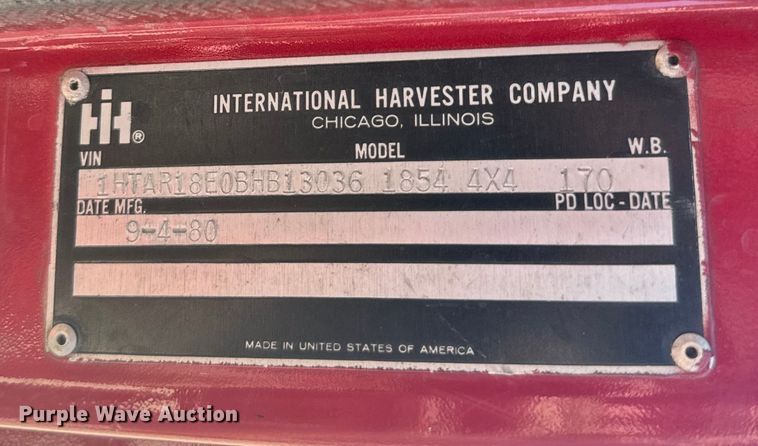 IH® INTERNATIONAL HARVESTER COMPANY
CHICAGO, ILLINOIS
VIN MODEL W.B.
1HTAR18E0BHB13036 1854 4X4 170
DATE MFG. PD LOC - DATE
9-4-80
MADE IN UNITED STATES OF AMERICA
Purple Wave Auction